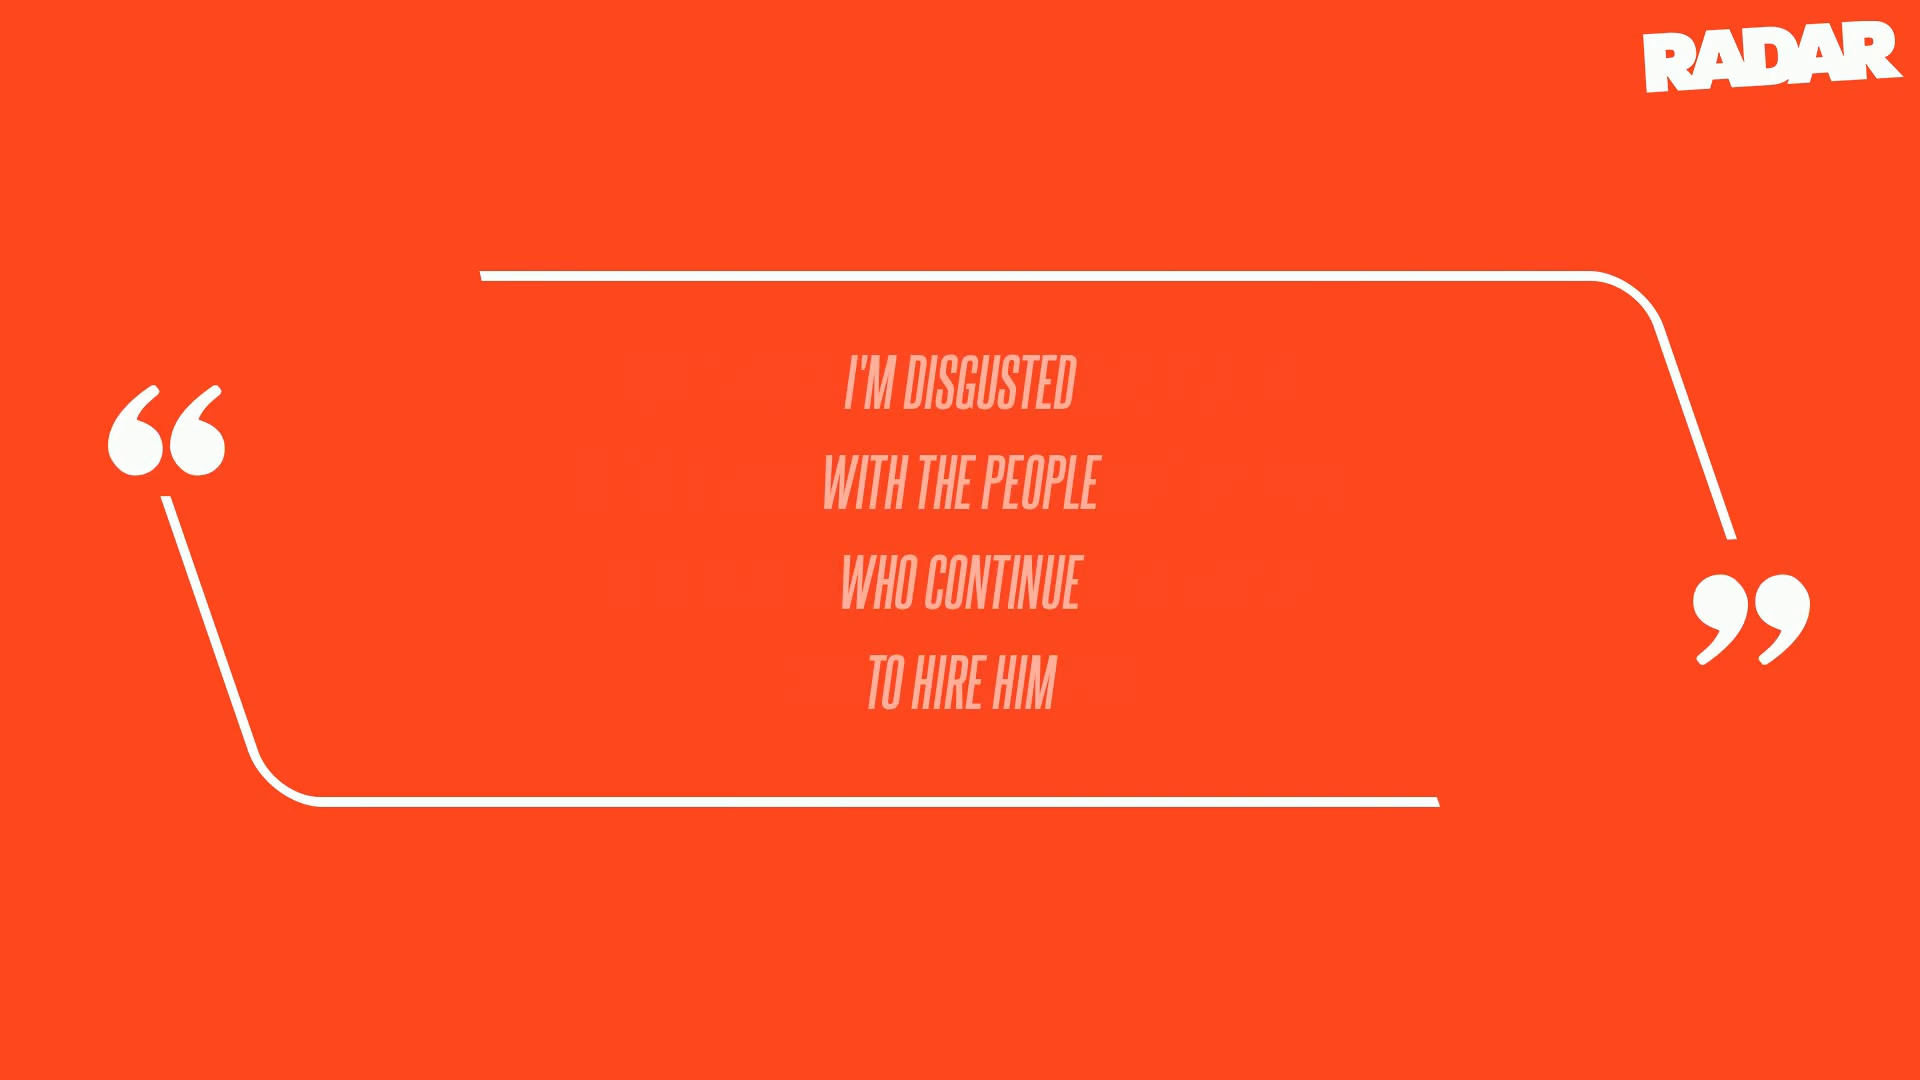 RADAR
“
I'M DISGUSTED
WITH THE PEOPLE
WHO CONTINUE
TO HIRE HIM
”